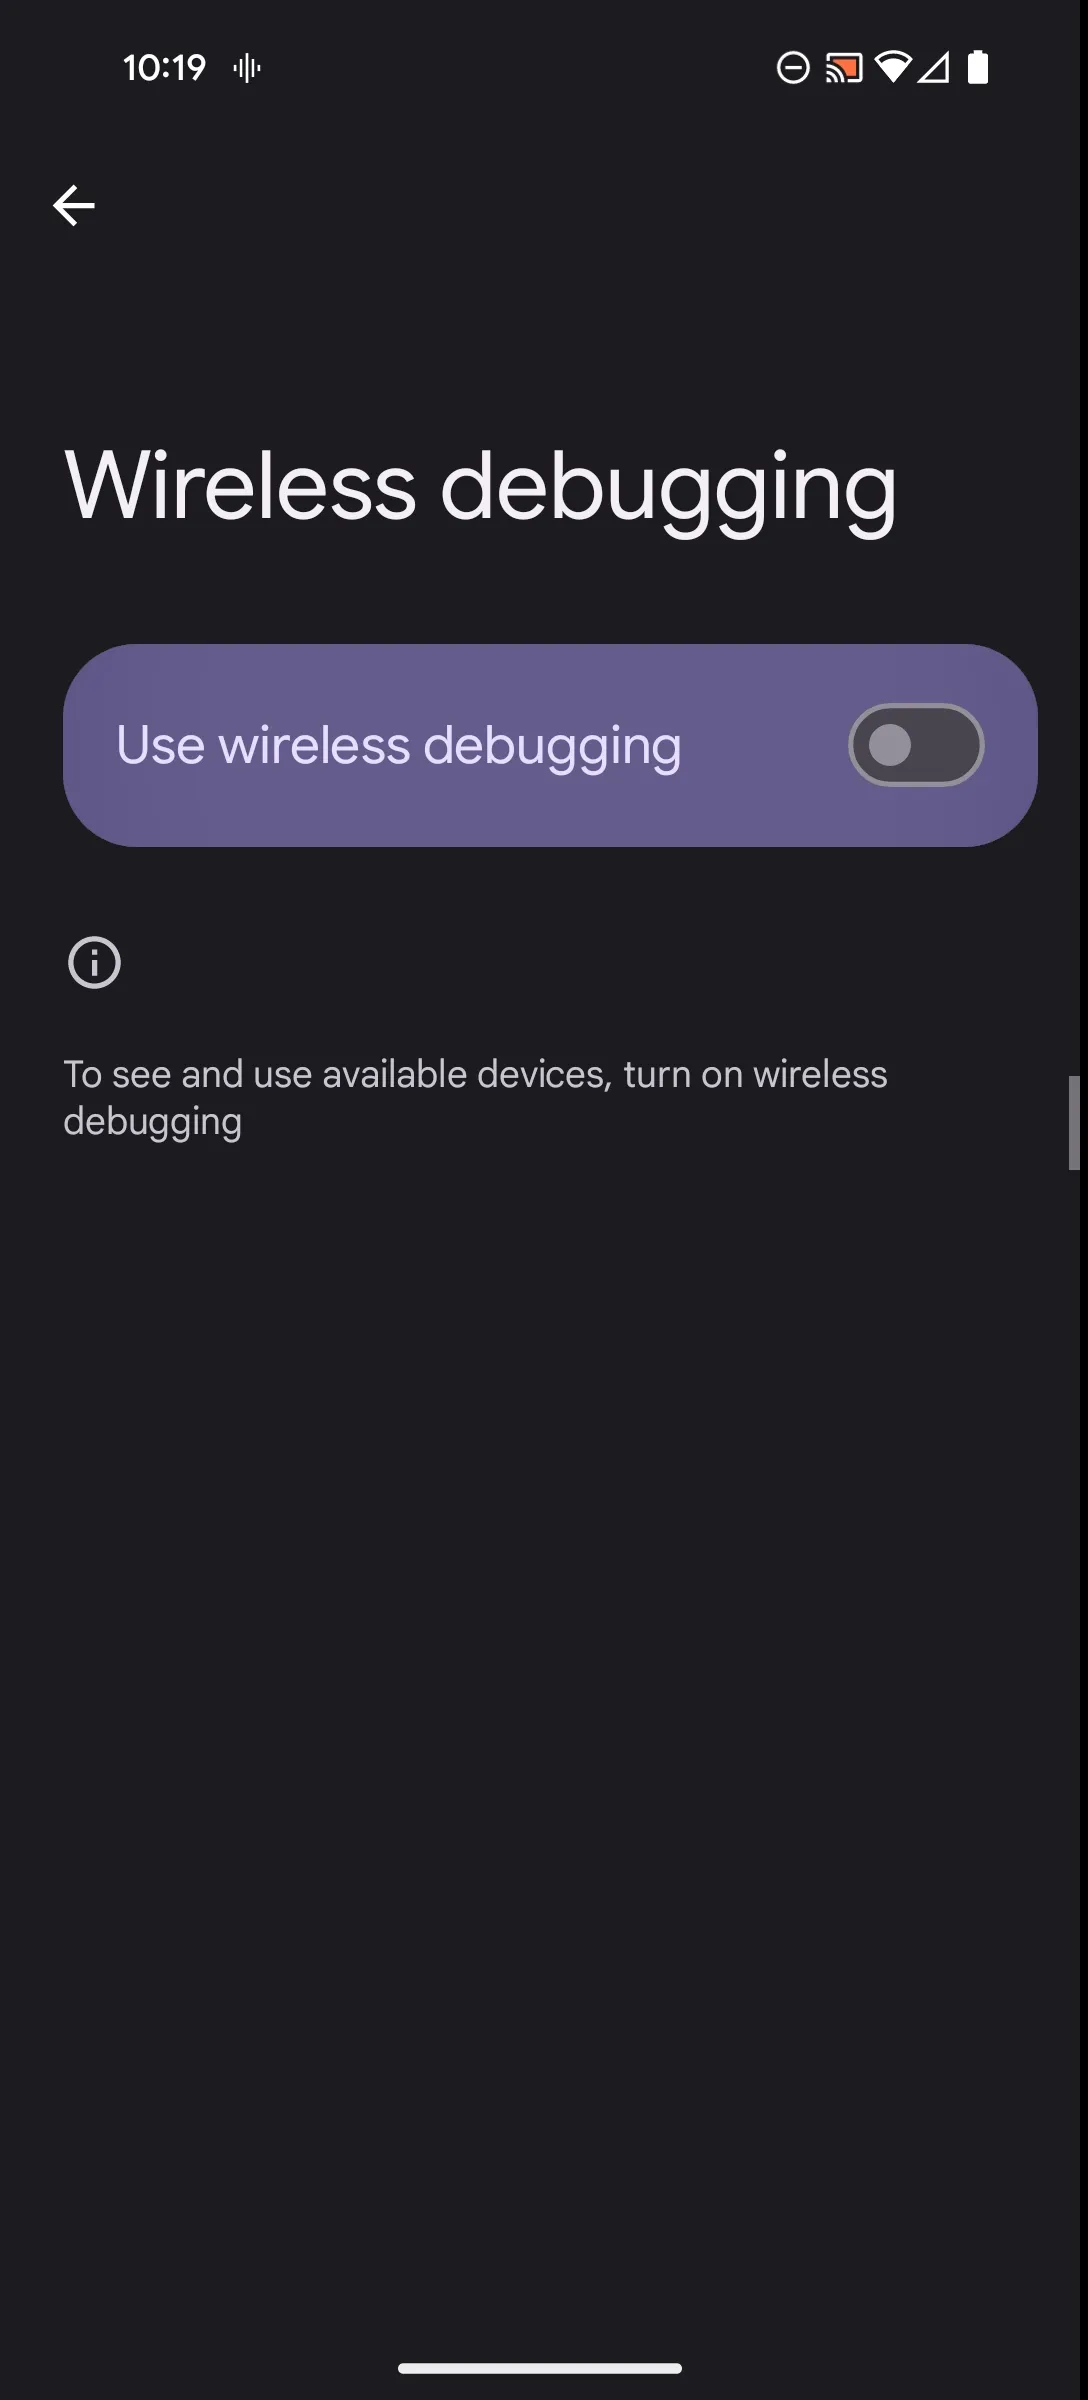 10:19
Wireless debugging
Use wireless debugging
To see and use available devices, turn on wireless
debugging